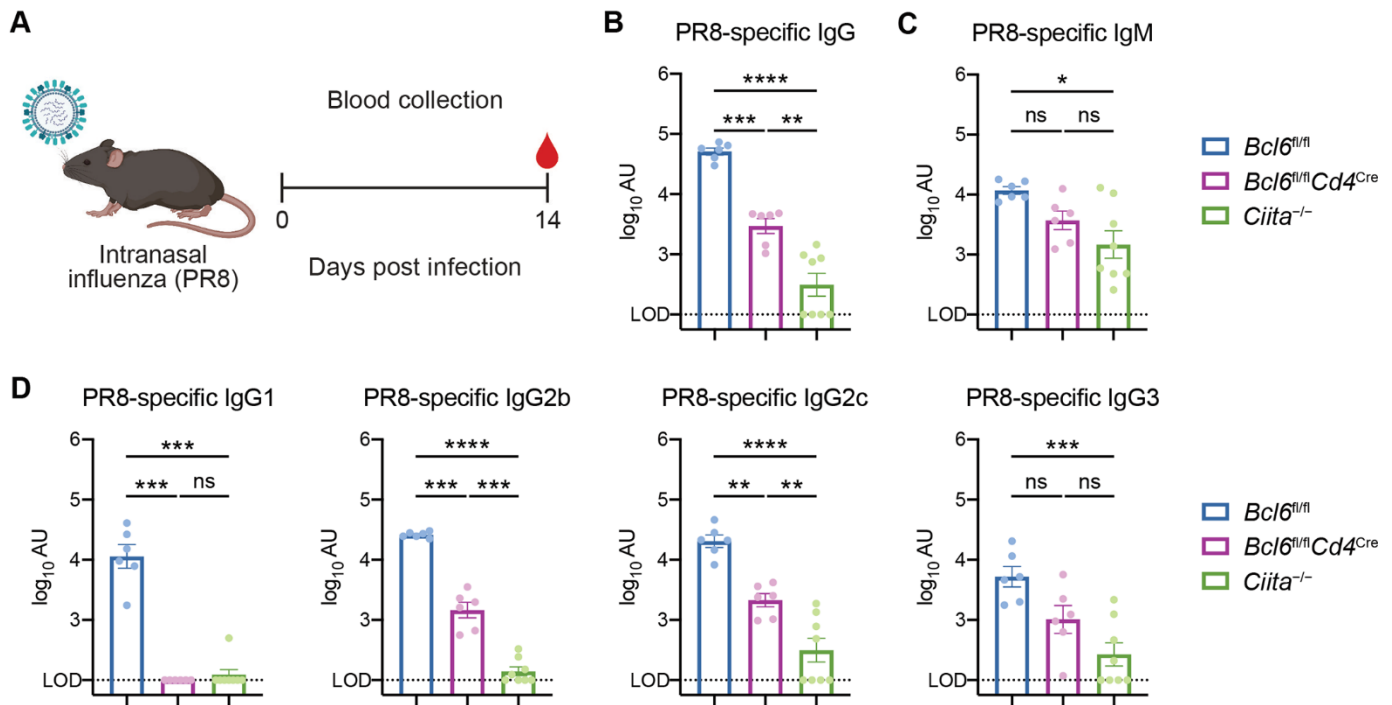 A
Blood collection
0
14
Intranasal
influenza (PR8)
Days post infection
B
PR8-specific IgG
log₁₀ AU
6
5
4
3
LOD
****
***
**
C
PR8-specific IgM
log₁₀ AU
6
5
4
3
LOD
*
ns
ns
Bcl6fl/fl
Bcl6fl/flCd4Cre
Ciita−/−
D
PR8-specific IgG1
log₁₀ AU
6
5
4
3
LOD
***
***
ns
PR8-specific IgG2b
log₁₀ AU
6
5
4
3
LOD
****
***
***
PR8-specific IgG2c
log₁₀ AU
6
5
4
3
LOD
****
**
**
PR8-specific IgG3
log₁₀ AU
6
5
4
3
LOD
***
ns
ns
Bcl6fl/fl
Bcl6fl/flCd4Cre
Ciita−/−